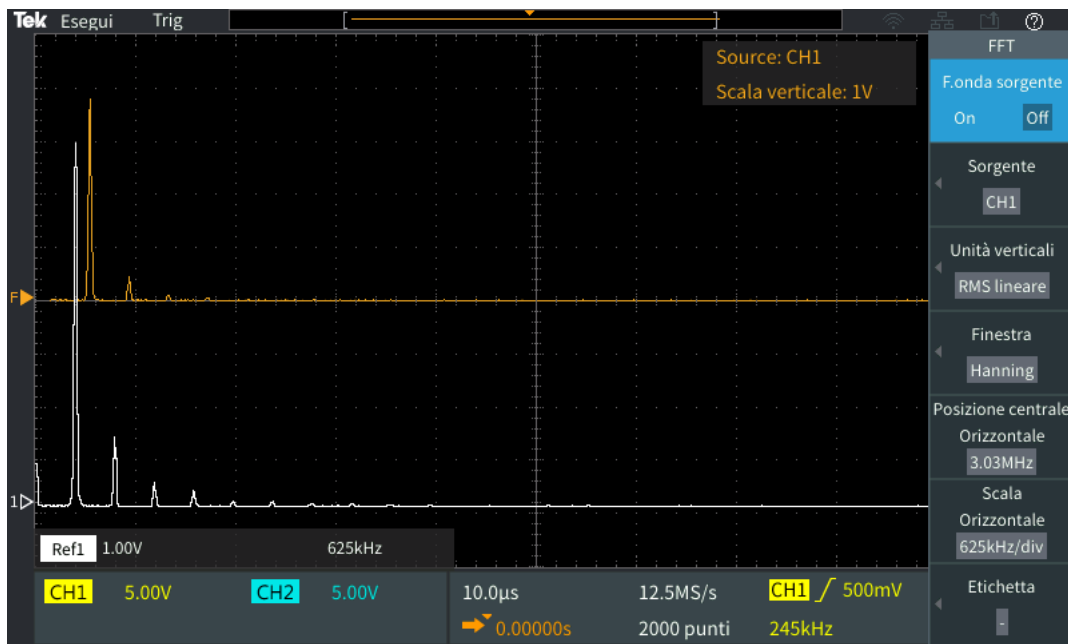 Tek Esegui Trig
Source: CH1
Scala verticale: 1V
F
1
Ref1 1.00V 625kHz
CH1 5.00V CH2 5.00V
10.0µs 12.5MS/s CH1 500mV
0.00000s 2000 punti 245kHz
FFT
F.onda sorgente
On Off
Sorgente
CH1
Unità verticali
RMS lineare
Finestra
Hanning
Posizione centrale
Orizzontale
3.03MHz
Scala
Orizzontale
625kHz/div
Etichetta
-